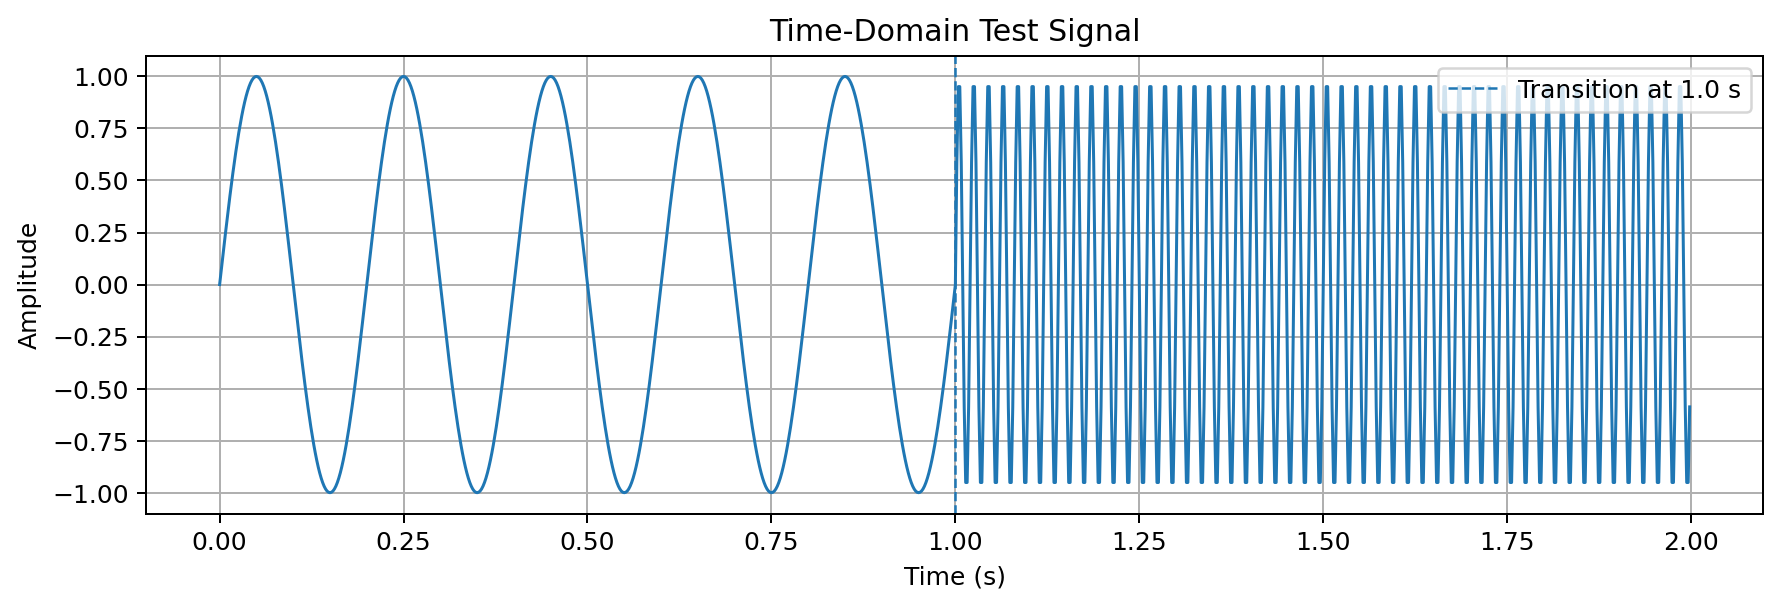 Time-Domain Test Signal
Transition at 1.0 s
Amplitude
1.00
0.75
0.50
0.25
0.00
−0.25
−0.50
−0.75
−1.00
0.00 0.25 0.50 0.75 1.00 1.25 1.50 1.75 2.00
Time (s)